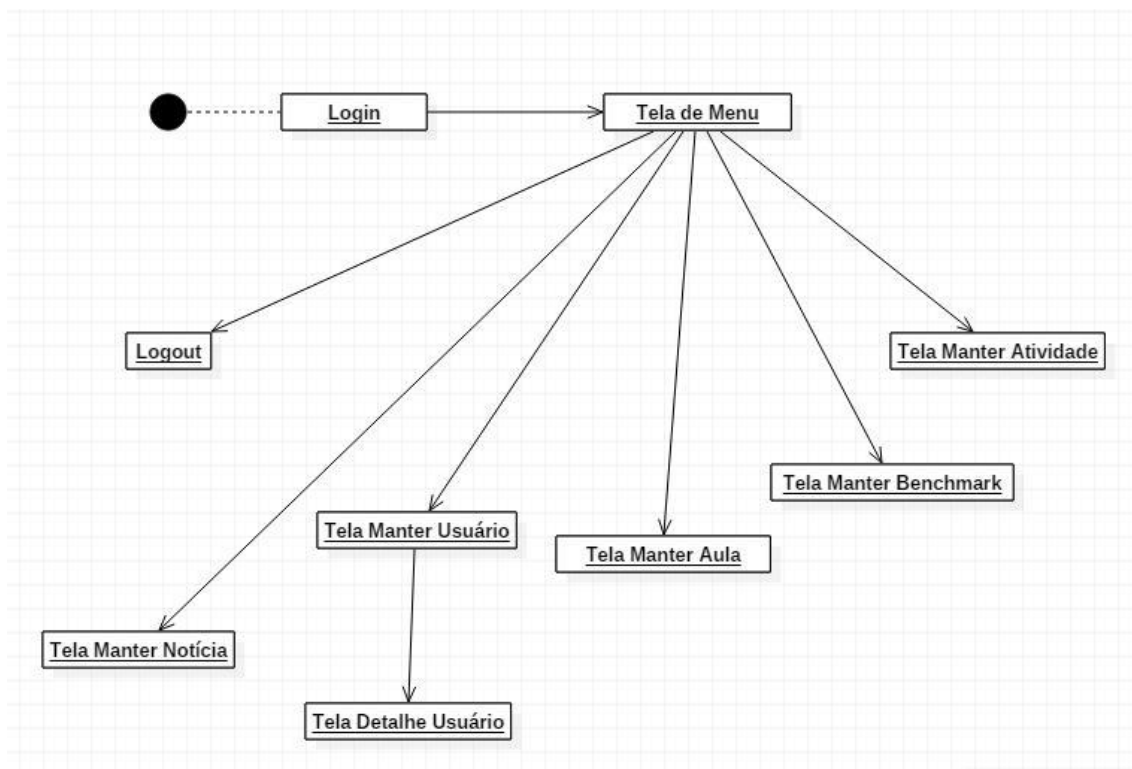 Login
Tela de Menu
Logout
Tela Manter Atividade
Tela Manter Benchmark
Tela Manter Usuário
Tela Manter Aula
Tela Manter Notícia
Tela Detalhe Usuário